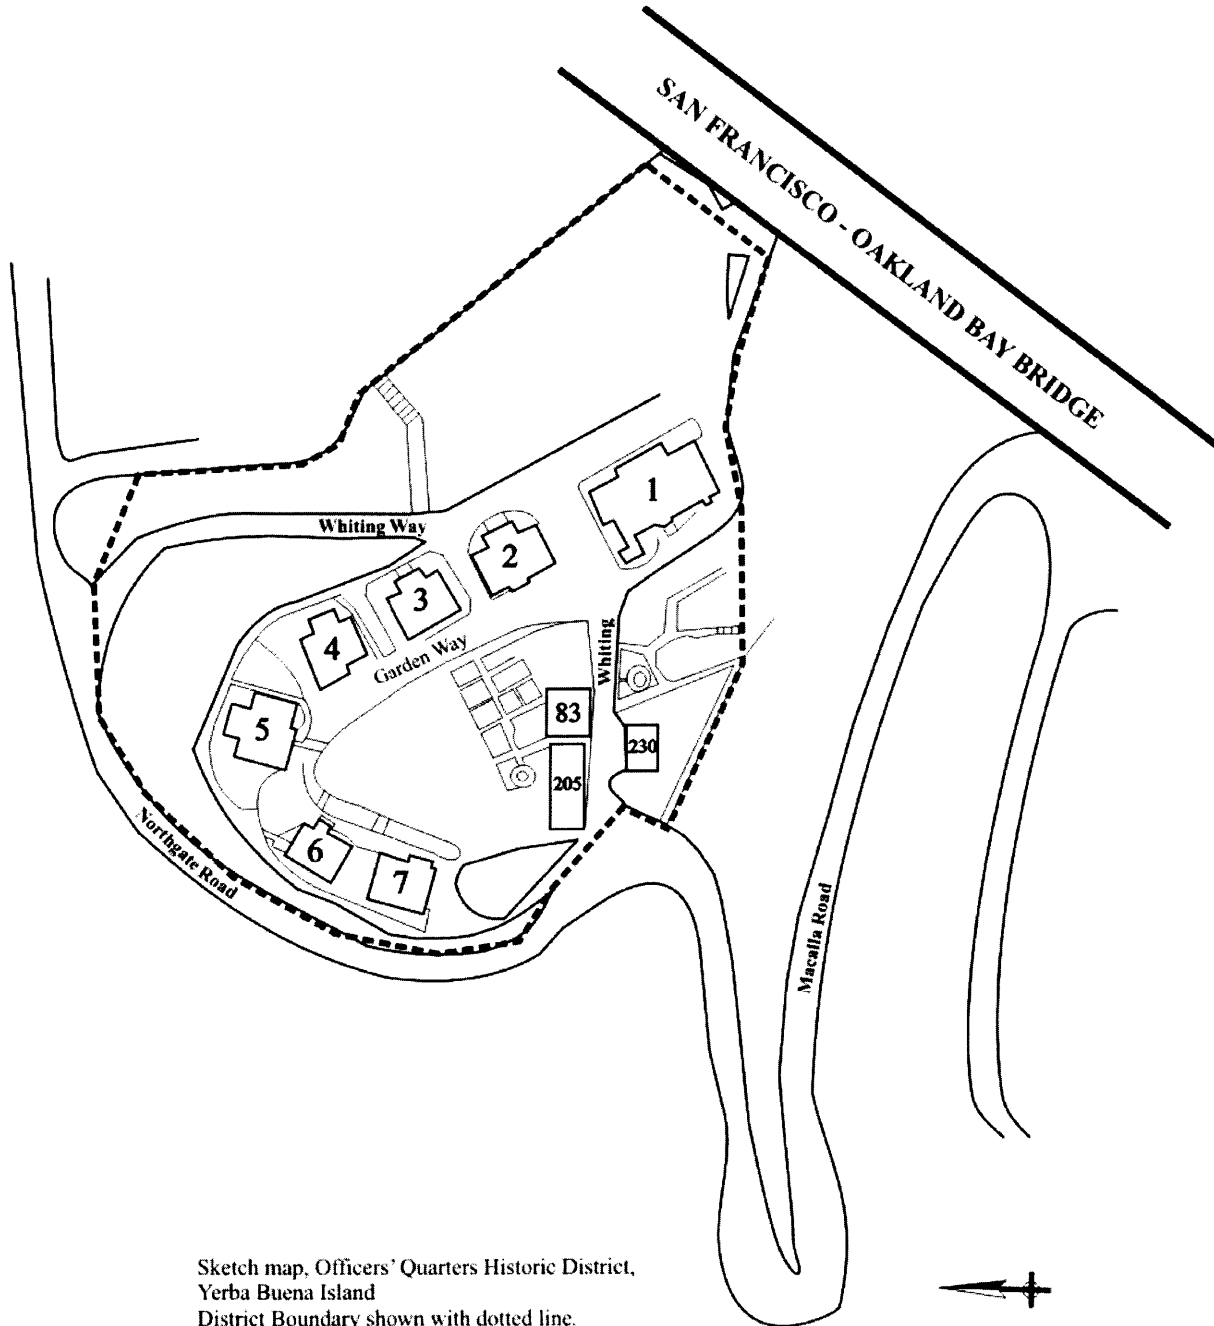 SAN FRANCISCO - OAKLAND BAY BRIDGE
1
Whiting Way
2
3
4
Garden Way
Whiting
5
83
230
205
Northgate Road
6
7
Macalla Road
Sketch map, Officers' Quarters Historic District,
Yerba Buena Island
District Boundary shown with dotted line.